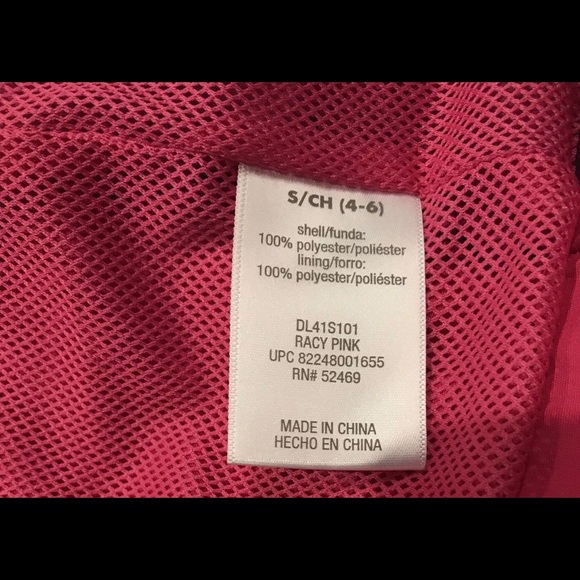 S/CH (4-6)
shell/funda:
100% polyester/poliéster
lining/forro:
100% polyester/poliéster
DL41S101
RACY PINK
UPC 82248001655
RN# 52469
MADE IN CHINA
HECHO EN CHINA